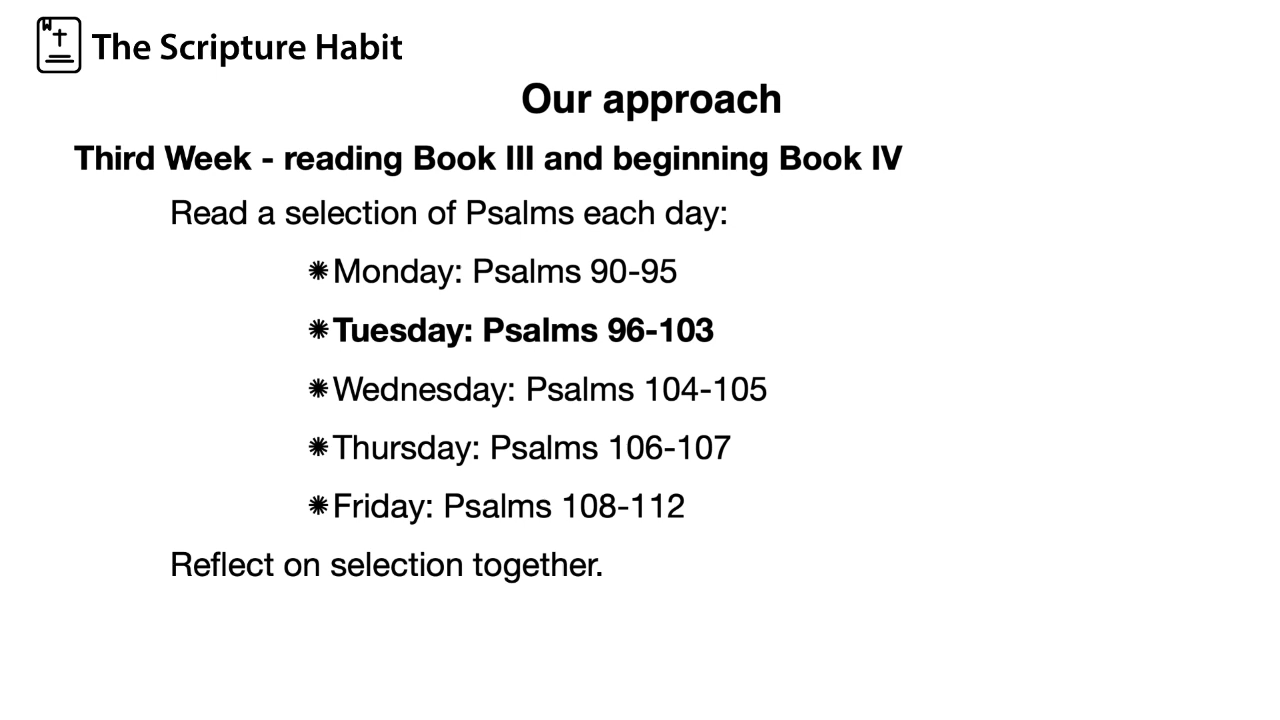 The Scripture Habit
Our approach
Third Week - reading Book III and beginning Book IV
Read a selection of Psalms each day:
✹Monday: Psalms 90-95
✹Tuesday: Psalms 96-103
✹Wednesday: Psalms 104-105
✹Thursday: Psalms 106-107
✹Friday: Psalms 108-112
Reflect on selection together.